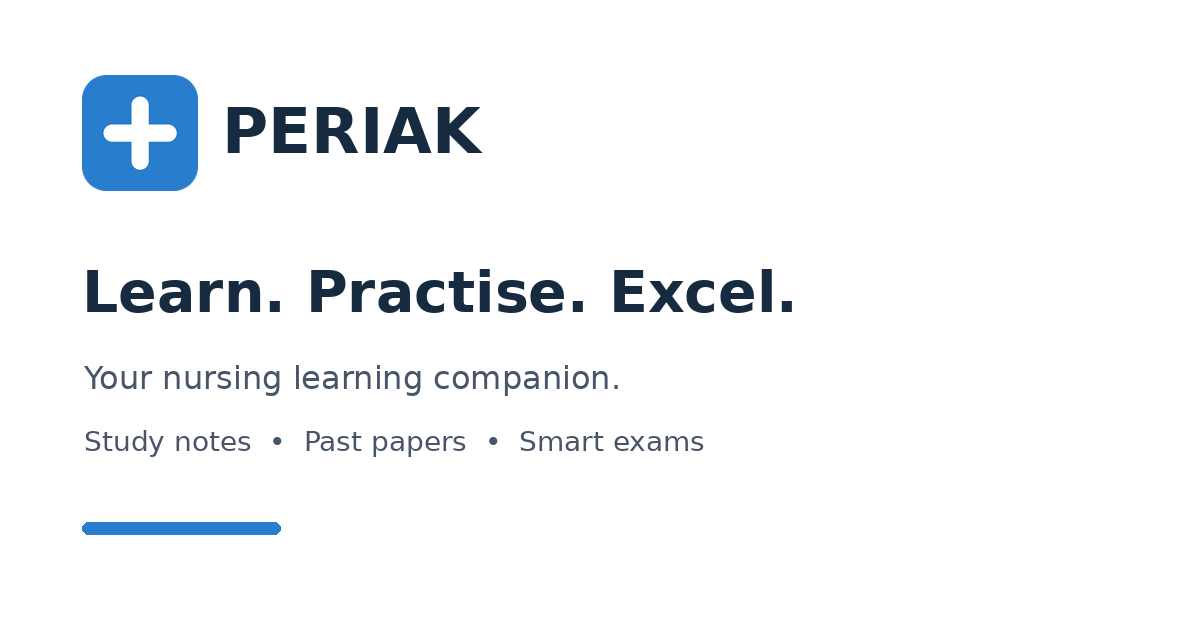 PERIAK
Learn. Practise. Excel.
Your nursing learning companion.
Study notes • Past papers • Smart exams